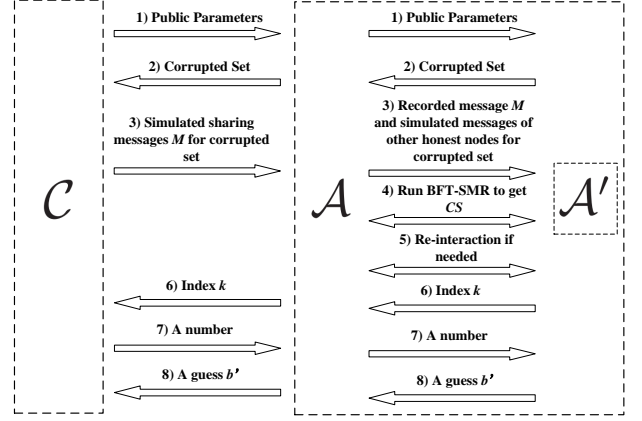 1) Public Parameters
2) Corrupted Set
3) Simulated sharing
messages M for corrupted
set
6) Index k
7) A number
8) A guess b′
C
A
1) Public Parameters
2) Corrupted Set
3) Recorded message M
and simulated messages of
other honest nodes for
corrupted set
4) Run BFT-SMR to get
CS
5) Re-interaction if
needed
6) Index k
7) A number
8) A guess b′
A′